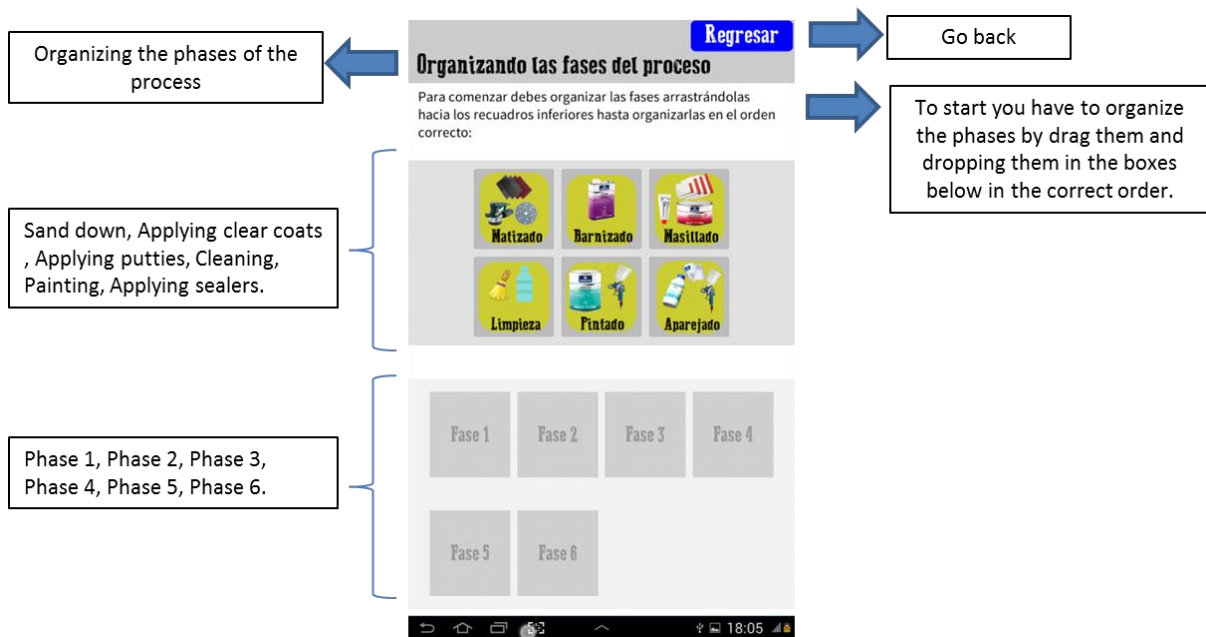 Organizing the phases of the
process
Regresar
Organizando las fases del proceso
Para comenzar debes organizar las fases arrastrándolas
hacia los recuadros inferiores hasta organizarlas en el orden
correcto:
Go back
To start you have to organize
the phases by drag them and
dropping them in the boxes
below in the correct order.
Sand down, Applying clear coats
, Applying putties, Cleaning,
Painting, Applying sealers.
Matizado Barnizado Masillado
Limpieza Pintado Aparejado
Phase 1, Phase 2, Phase 3,
Phase 4, Phase 5, Phase 6.
Fase 1 Fase 2 Fase 3 Fase 4
Fase 5 Fase 6
18:05